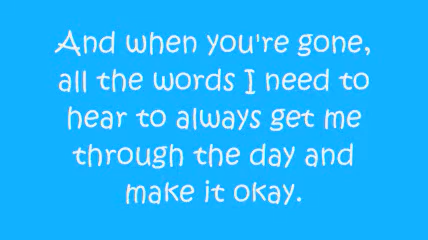 And when you're gone,
all the words I need to
hear to always get me
through the day and
make it okay.